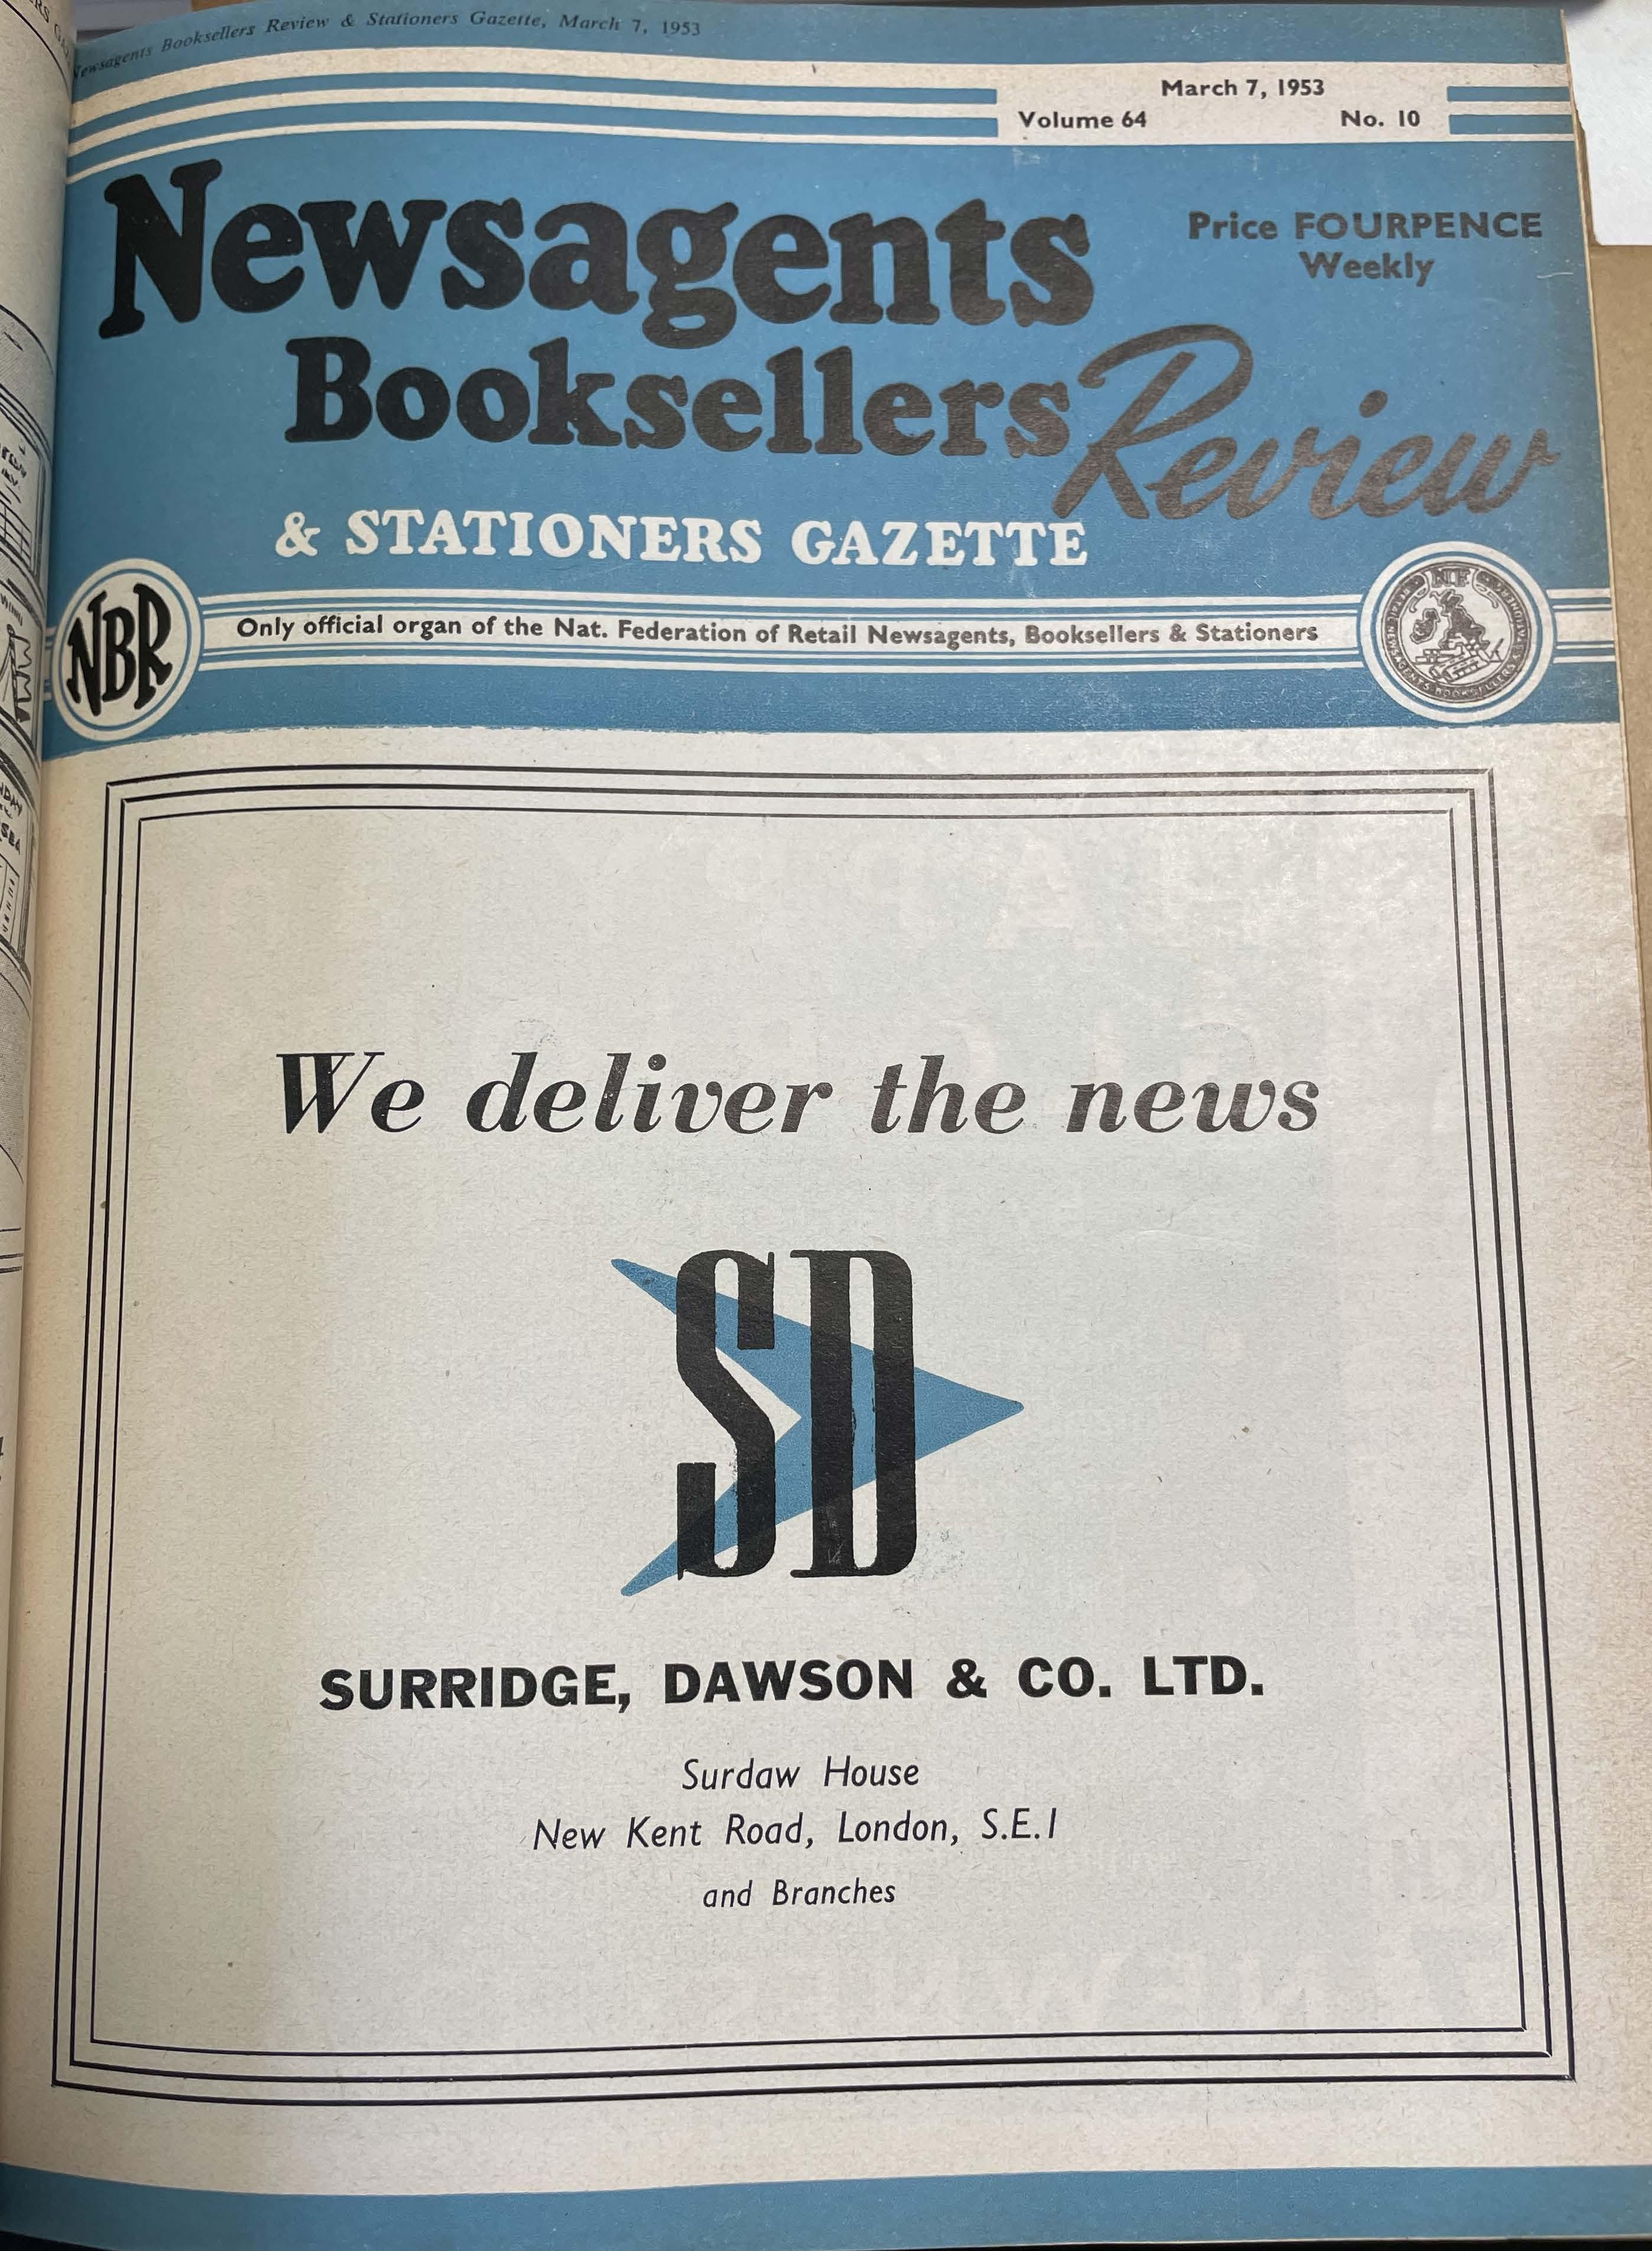 Newsagents Booksellers Review & Stationers Gazette, March 7, 1953
March 7, 1953
Volume 64 No. 10
Newsagents
Price FOURPENCE
Weekly
Booksellers Review
& STATIONERS GAZETTE
NBR
Only official organ of the Nat. Federation of Retail Newsagents, Booksellers & Stationers
NF
We deliver the news
SD
SURRIDGE, DAWSON & CO. LTD.
Surdaw House
New Kent Road, London, S.E.1
and Branches